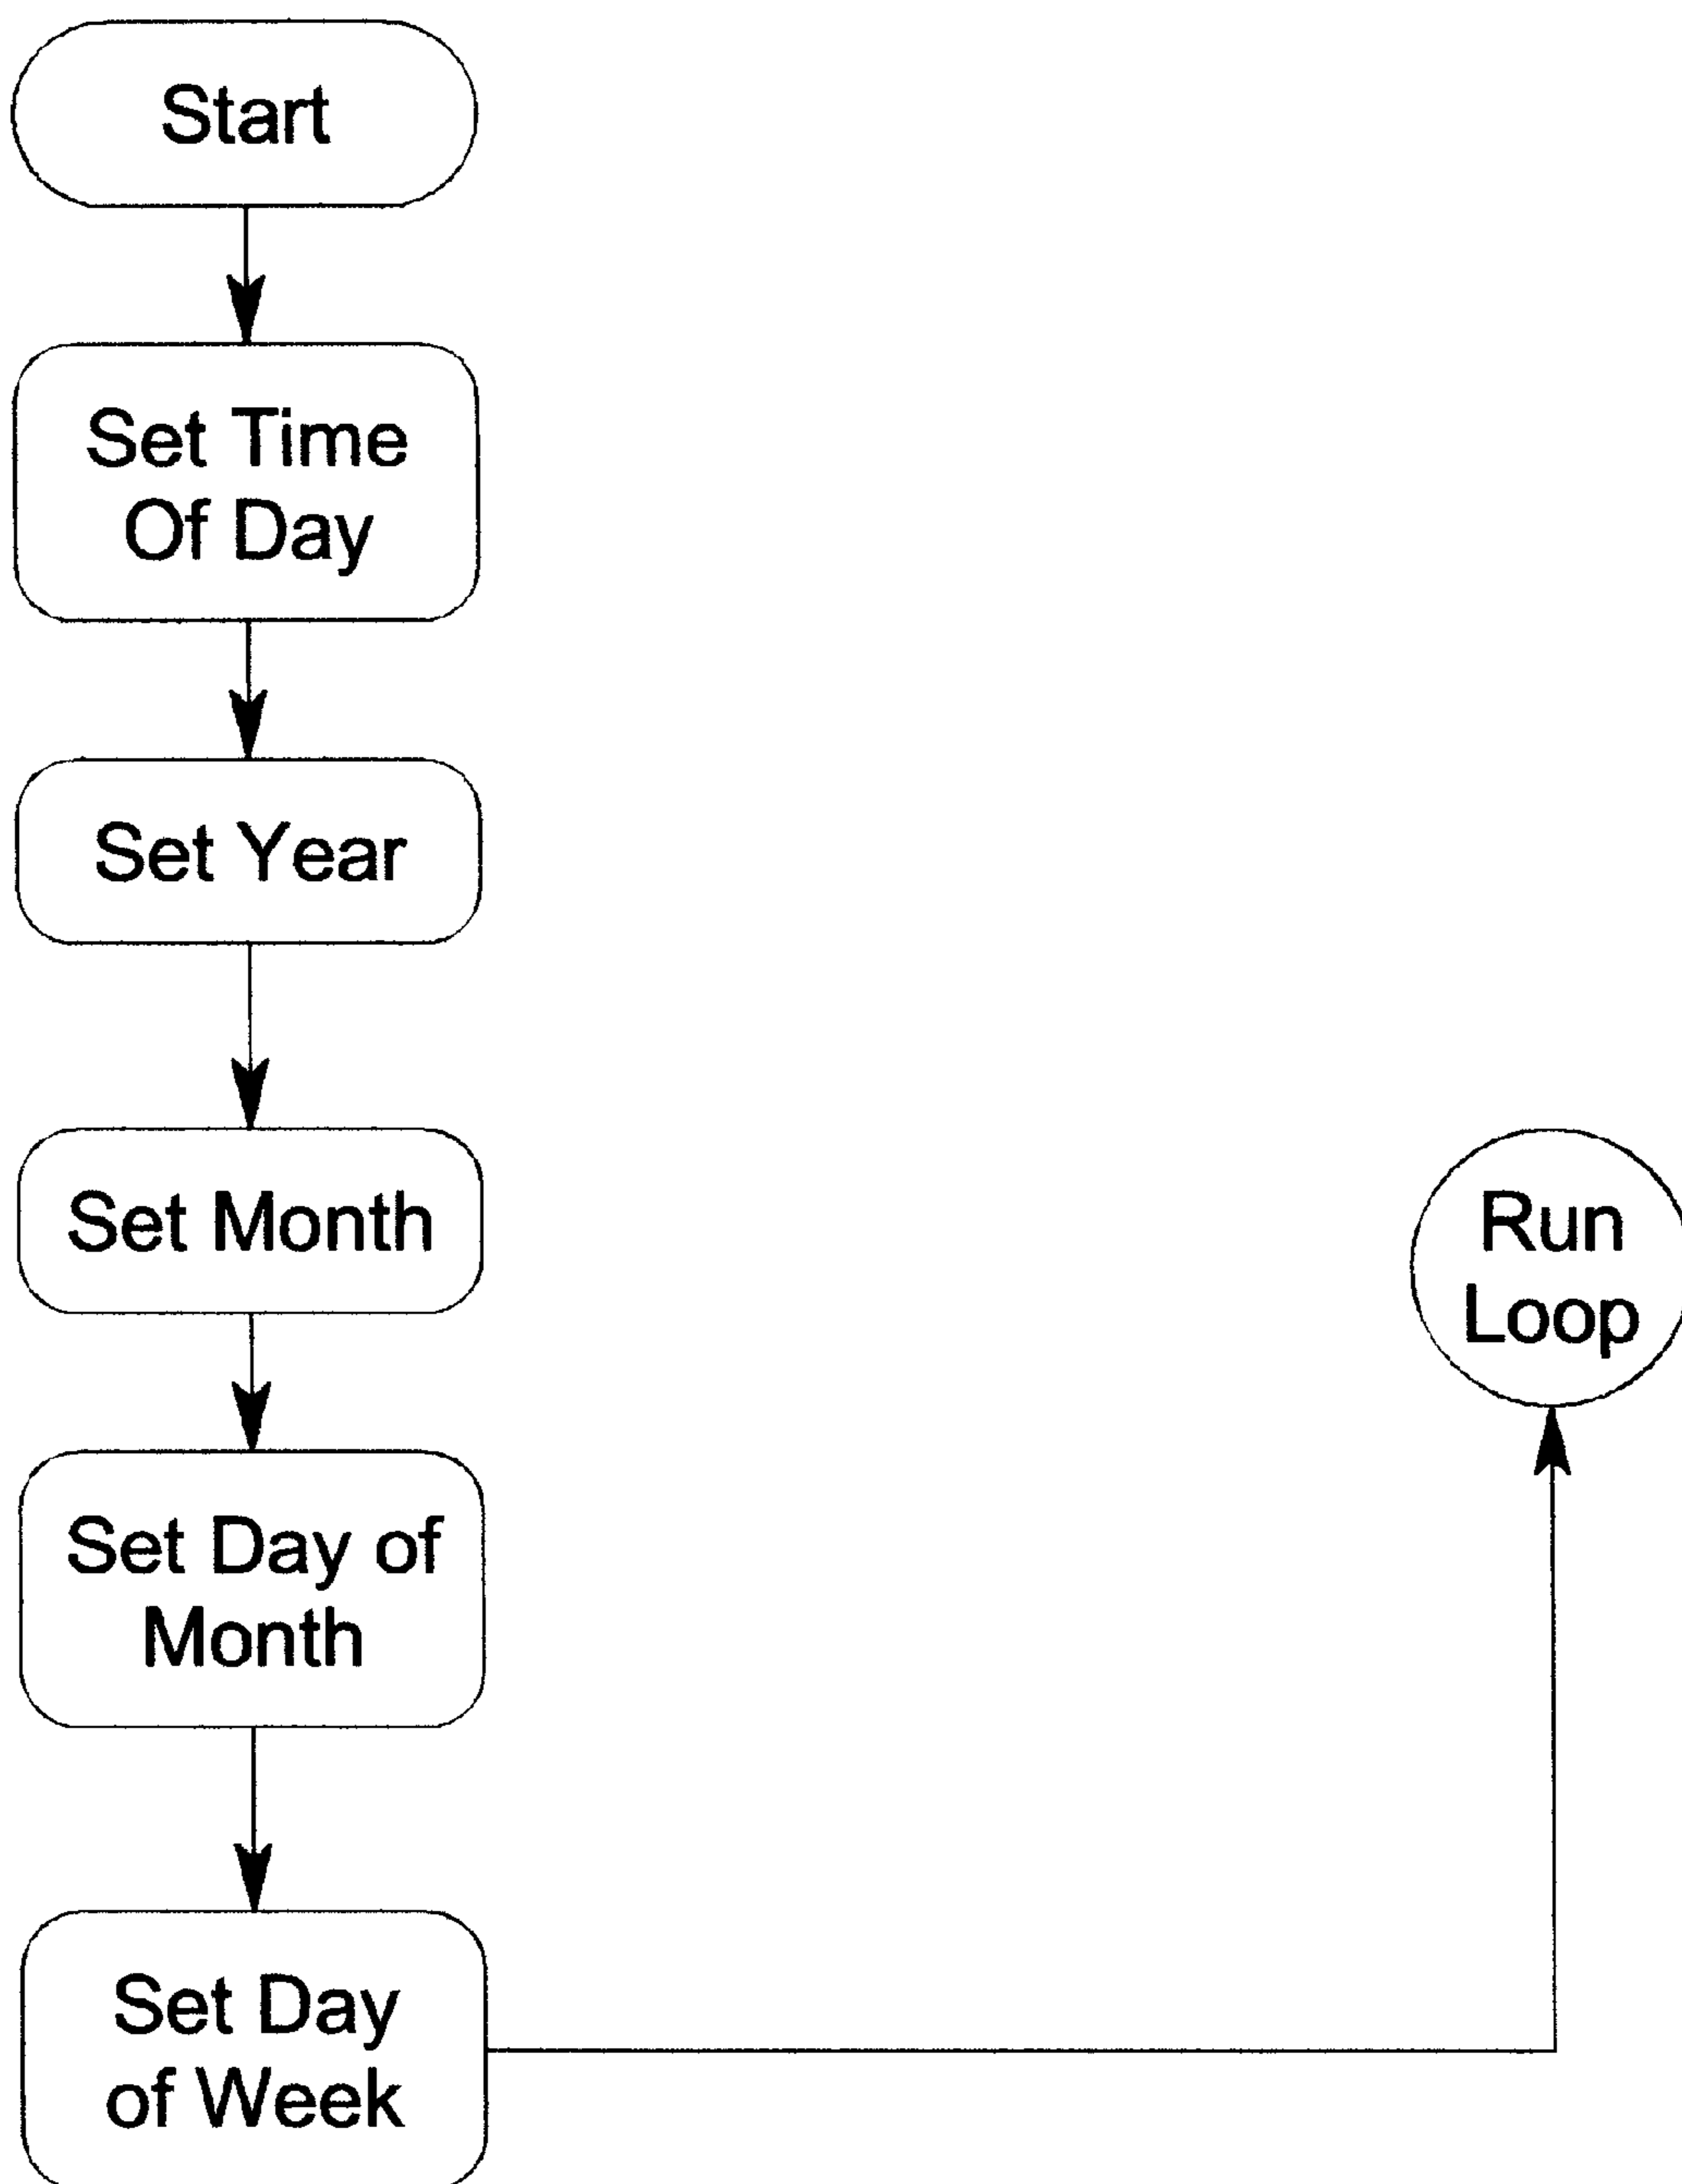 Start
Set Time
Of Day
Set Year
Set Month
Set Day of
Month
Set Day
of Week
Run
Loop